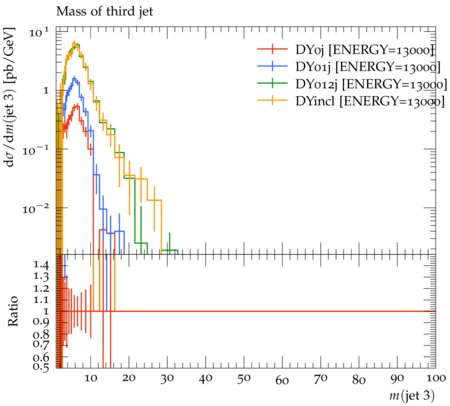 Mass of third jet
dσ/dm(jet 3) [pb/GeV]
10¹
1
10⁻¹
10⁻²
DY0j [ENERGY=13000]
DY01j [ENERGY=13000]
DY012j [ENERGY=13000]
DYincl [ENERGY=13000]
Ratio
1.4
1.3
1.2
1.1
1
0.9
0.8
0.7
0.6
0.5
10 20 30 40 50 60 70 80 90 100
m(jet 3)